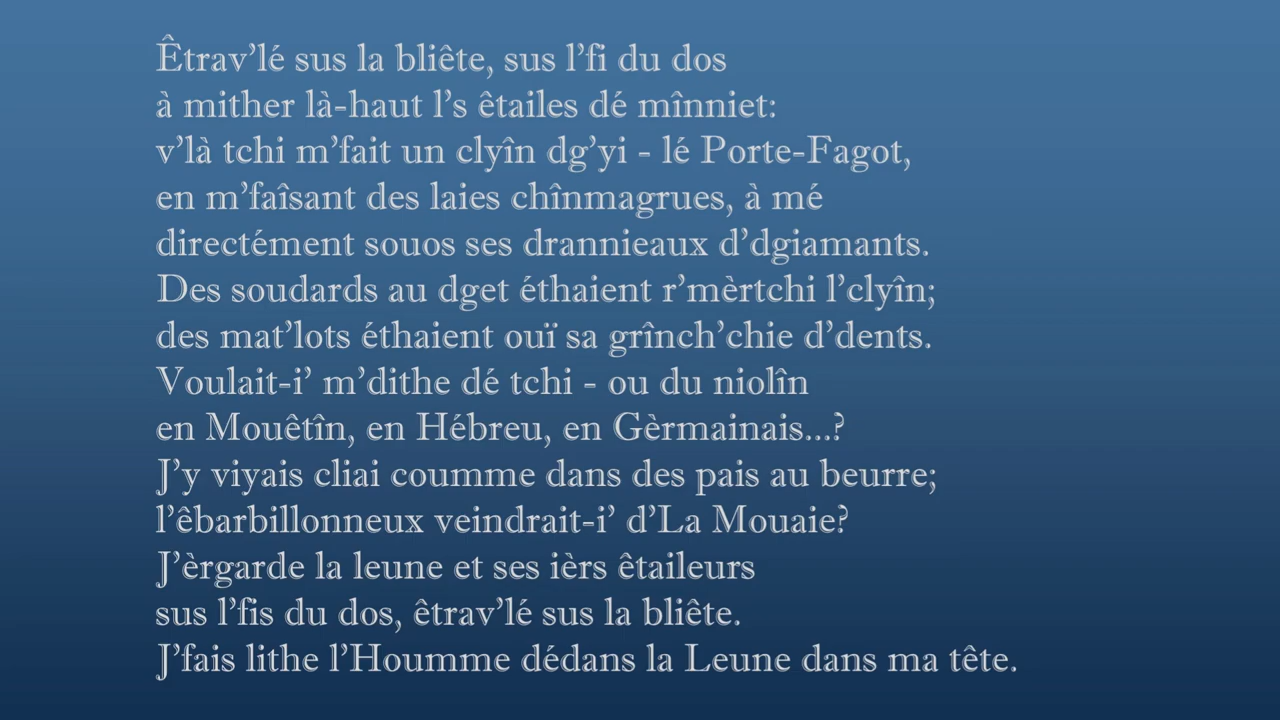 Êtrav’lé sus la bliête, sus l’fi du dos
à mither là-haut l’s êtailes dé mînniet:
v’là tchi m’fait un clyîn dg’yi - lé Porte-Fagot,
en m’faîsant des laies chînmagrues, à mé
directément souos ses drannieaux d’dgiamants.
Des soudards au dget éthaient r’mèrtchi l’clyîn;
des mat’lots éthaient ouï sa grînch’chie d’dents.
Voulait-i’ m’dithe dé tchi - ou du niolîn
en Mouêtîn, en Hébreu, en Gèrmainais...?
J’y viyais cliai coumme dans des pais au beurre;
l’êbarbillonneux veindrait-i’ d’La Mouaie?
J’èrgarde la leune et ses ièrs êtaileurs
sus l’fis du dos, êtrav’lé sus la bliête.
J’fais lithe l’Houmme dédans la Leune dans ma tête.